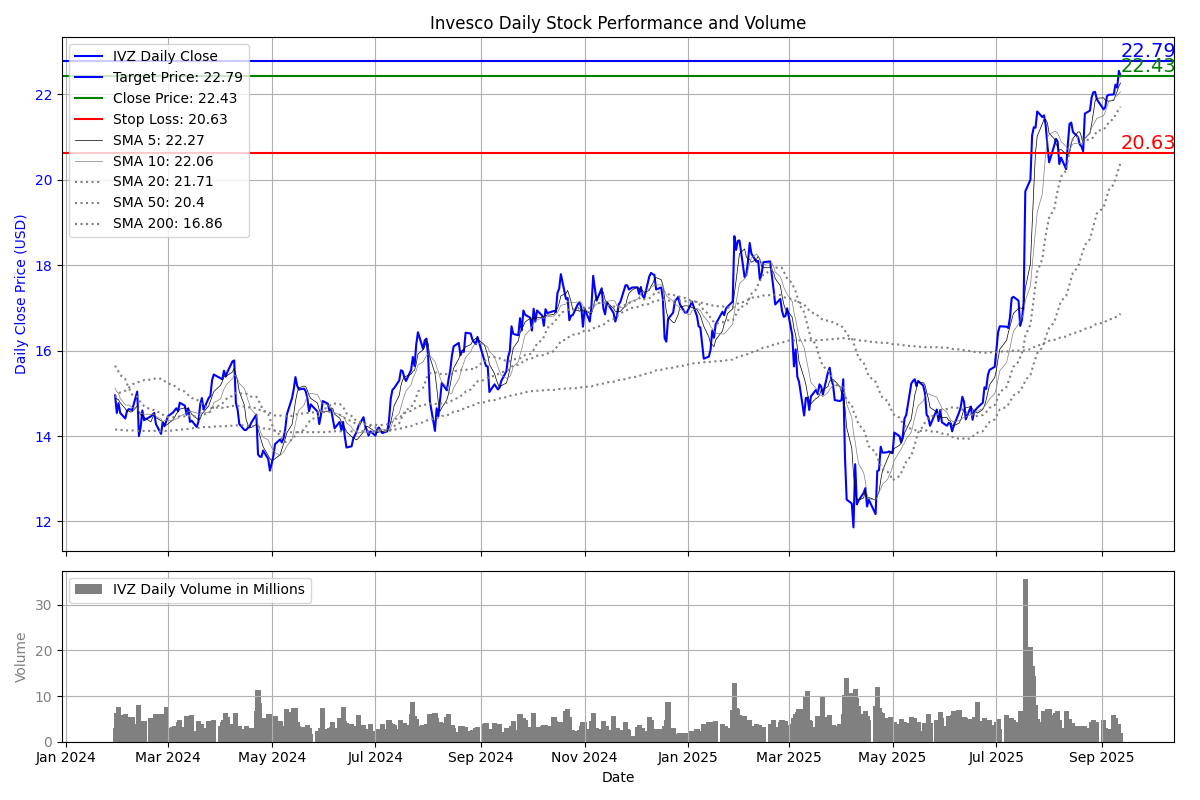 Invesco Daily Stock Performance and Volume
IVZ Daily Close
Target Price: 22.79
Close Price: 22.43
Stop Loss: 20.63
SMA 5: 22.27
SMA 10: 22.06
SMA 20: 21.71
SMA 50: 20.4
SMA 200: 16.86
22.79
22.43
20.63
Daily Close Price (USD)
22
20
18
16
14
12
IVZ Daily Volume in Millions
Volume
30
20
10
0
Jan 2024 Mar 2024 May 2024 Jul 2024 Sep 2024 Nov 2024 Jan 2025 Mar 2025 May 2025 Jul 2025 Sep 2025
Date